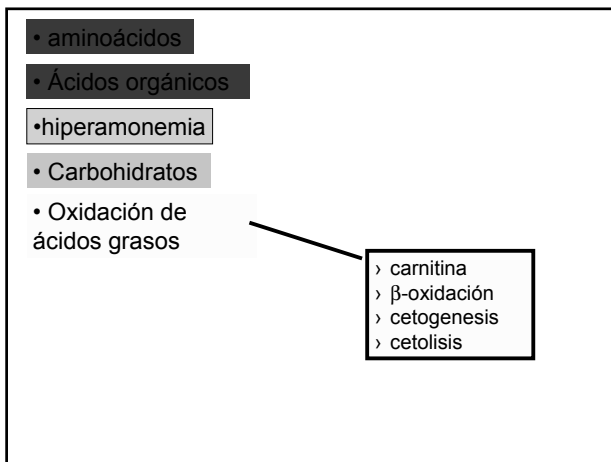 • aminoácidos
• Ácidos orgánicos
•hiperamonemia
• Carbohidratos
• Oxidación de
ácidos grasos
› carnitina
› β-oxidación
› cetogenesis
› cetolisis